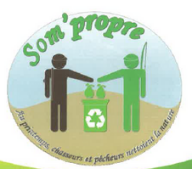 Som'propre
Au printemps, chasseurs et pêcheurs nettoient la nature